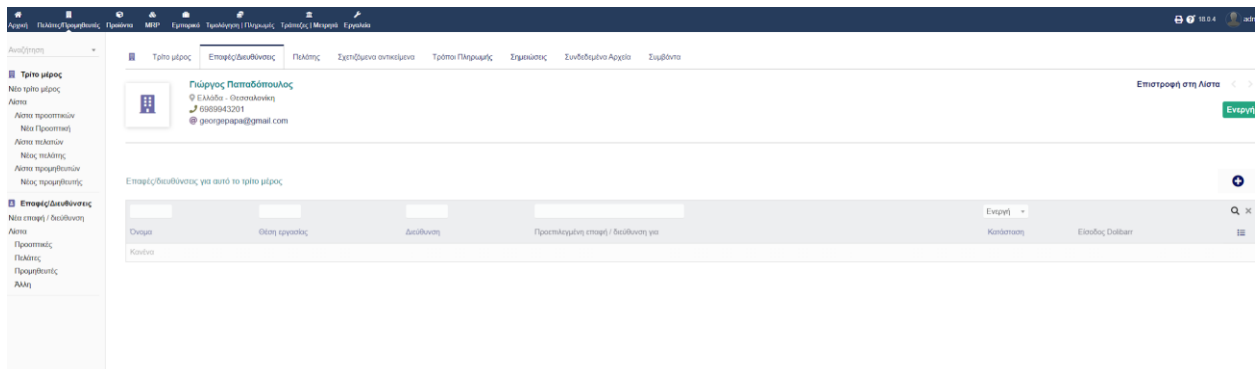 Αρχική Πελάτες/Προμηθευτές Προϊόντα MRP Εμπορικά Τιμολόγηση | Πληρωμές Τράπεζες | Μετρητά Εργαλεία 18.0.4 adm
Αναζήτηση
Τρίτο μέρος Επαφές/Διευθύνσεις Πελάτης Σχετιζόμενα αντικείμενα Τρόποι Πληρωμής Σημειώσεις Συνδεδεμένα Αρχεία Συμβάντα
Τρίτο μέρος
Νέο τρίτο μέρος
Λίστα
Λίστα προοπτικών
Νέα Προοπτική
Λίστα πελατών
Νέος πελάτης
Λίστα προμηθευτών
Νέος προμηθευτής
Επαφές/Διευθύνσεις
Νέα επαφή / διεύθυνση
Λίστα
Προοπτικές
Πελάτες
Προμηθευτές
Άλλη
Γιώργος Παπαδόπουλος
Ελλάδα - Θεσσαλονίκη
6989943201
@ georgepapa@gmail.com
Επιστροφή στη Λίστα < >
Ενεργή
Επαφές/διευθύνσεις για αυτό το τρίτο μέρος
Ενεργή
Όνομα Θέση εργασίας Διεύθυνση Προεπιλεγμένη επαφή / διεύθυνση για Κατάσταση Είσοδος Dolibarr
Κανένα